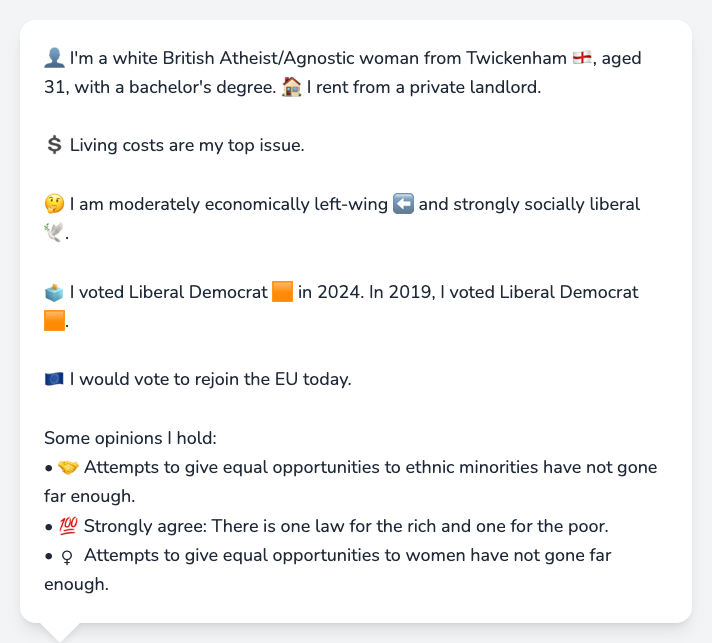 👤 I'm a white British Atheist/Agnostic woman from Twickenham 🏴󠁧󠁢󠁥󠁮󠁧󠁿, aged
31, with a bachelor's degree. 🏠 I rent from a private landlord.
💲 Living costs are my top issue.
🤔 I am moderately economically left-wing ⬅️ and strongly socially liberal
🕊️.
🗳️ I voted Liberal Democrat 🟧 in 2024. In 2019, I voted Liberal Democrat
🟧.
🇪🇺 I would vote to rejoin the EU today.
Some opinions I hold:
• 🤝 Attempts to give equal opportunities to ethnic minorities have not gone
far enough.
• 💯 Strongly agree: There is one law for the rich and one for the poor.
• ♀ Attempts to give equal opportunities to women have not gone far
enough.